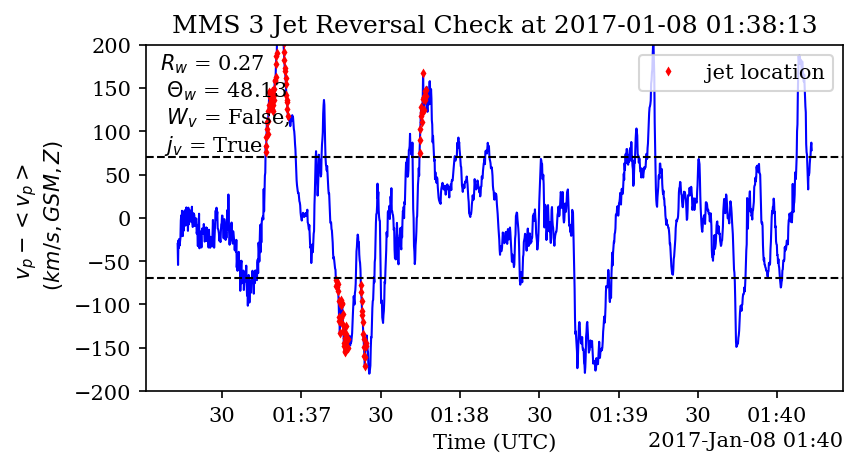 MMS 3 Jet Reversal Check at 2017-01-08 01:38:13
200
150
100
50
0
−50
−100
−150
−200
v_p − < v_p >
(km/s, GSM, Z)
R_w = 0.27
Θ_w = 48.13
W_v = False,
j_v = True
jet location
30 01:37 30 01:38 30 01:39 30 01:40
Time (UTC)
2017-Jan-08 01:40